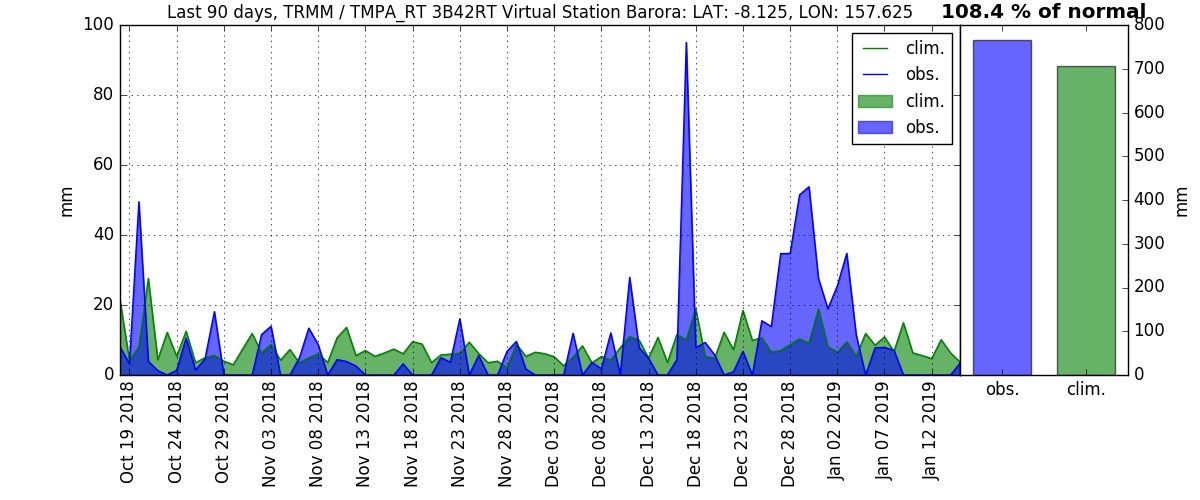 Last 90 days, TRMM / TMPA_RT 3B42RT Virtual Station Barora: LAT: -8.125, LON: 157.625
108.4 % of normal
100
80
60
40
20
0
mm
clim.
obs.
clim.
obs.
800
700
600
500
400
300
200
100
0
mm
obs.
clim.
Oct 19 2018
Oct 24 2018
Oct 29 2018
Nov 03 2018
Nov 08 2018
Nov 13 2018
Nov 18 2018
Nov 23 2018
Nov 28 2018
Dec 03 2018
Dec 08 2018
Dec 13 2018
Dec 18 2018
Dec 23 2018
Dec 28 2018
Jan 02 2019
Jan 07 2019
Jan 12 2019